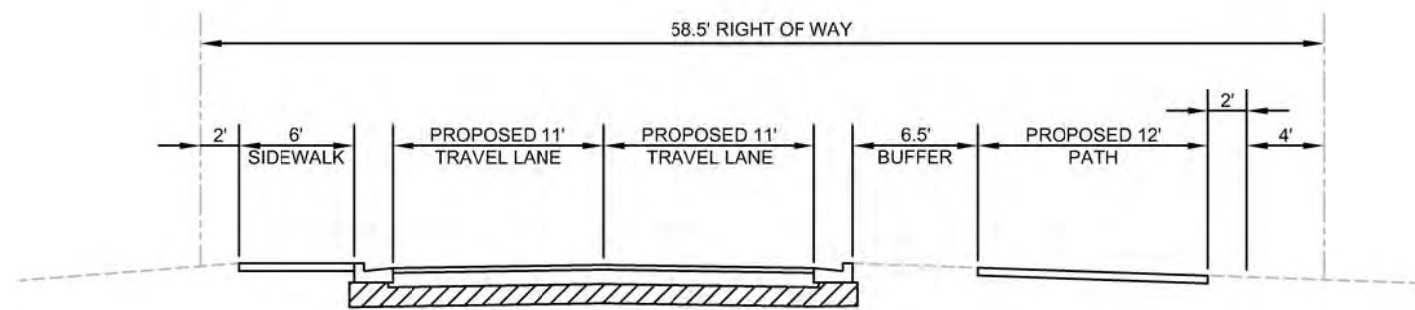 58.5' RIGHT OF WAY
2'
2'
6'
SIDEWALK
PROPOSED 11'
TRAVEL LANE
PROPOSED 11'
TRAVEL LANE
6.5'
BUFFER
PROPOSED 12'
PATH
4'